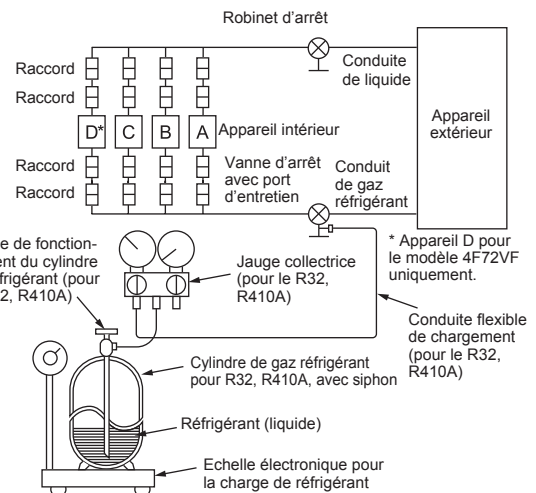 Robinet d'arrêt
Conduite
de liquide
Raccord
Raccord
D*
C
B
A
Appareil intérieur
Appareil
extérieur
Raccord
Raccord
Vanne d'arrêt
avec port
d'entretien
Conduit
de gaz
réfrigérant
* Appareil D pour
le modèle 4F72VF
uniquement.
e de fonction-
ent du cylindre
frigérant (pour
2, R410A)
Jauge collectrice
(pour le R32,
R410A)
Conduite flexible
de chargement
(pour le R32,
R410A)
Cylindre de gaz réfrigérant
pour R32, R410A, avec siphon
Réfrigérant (liquide)
Echelle électronique pour
la charge de réfrigérant